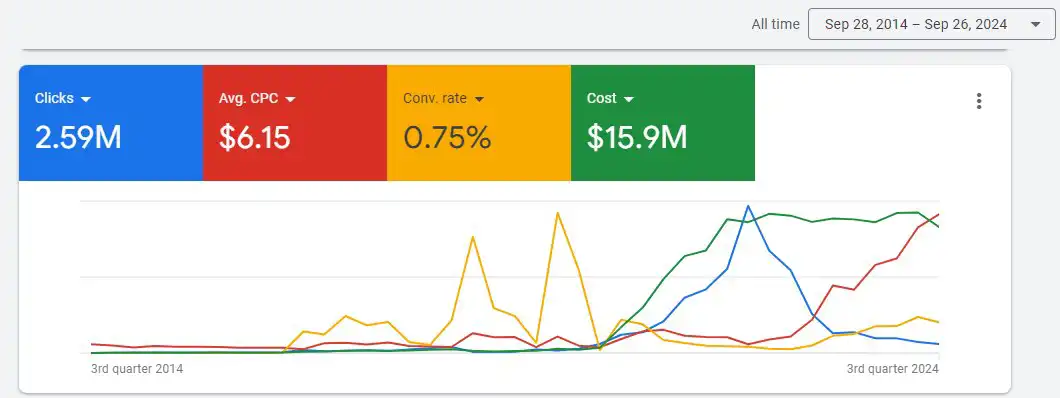 All time Sep 28, 2014 – Sep 26, 2024
Clicks Avg. CPC Conv. rate Cost
2.59M $6.15 0.75% $15.9M
3rd quarter 2014 3rd quarter 2024